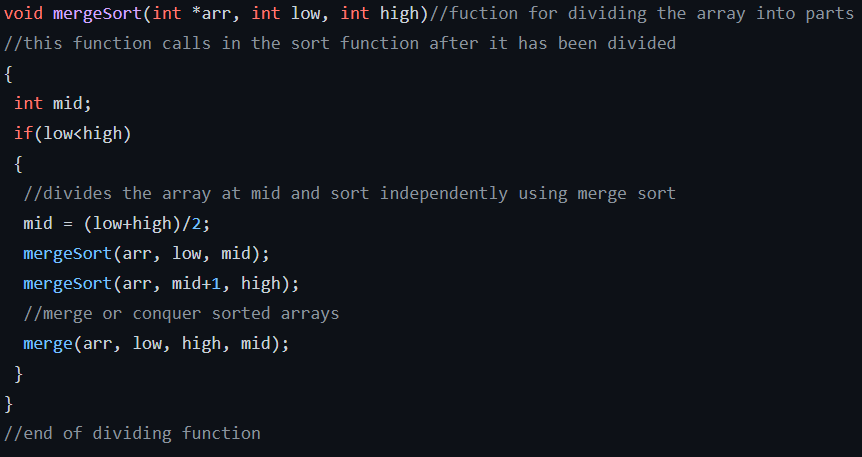 void mergeSort(int *arr, int low, int high)//fuction for dividing the array into parts
//this function calls in the sort function after it has been divided
{
int mid;
if(low<high)
{
//divides the array at mid and sort independently using merge sort
mid = (low+high)/2;
mergeSort(arr, low, mid);
mergeSort(arr, mid+1, high);
//merge or conquer sorted arrays
merge(arr, low, high, mid);
}
}
//end of dividing function